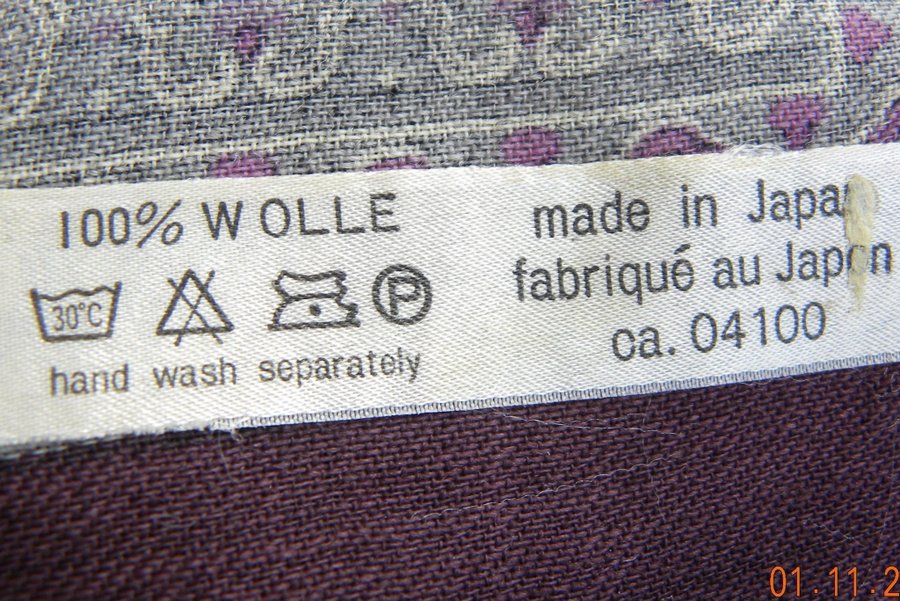 100% WOLLE
30°C
P
hand wash separately
made in Japan
fabriqué au Japon
ca. 04100
01.11.2